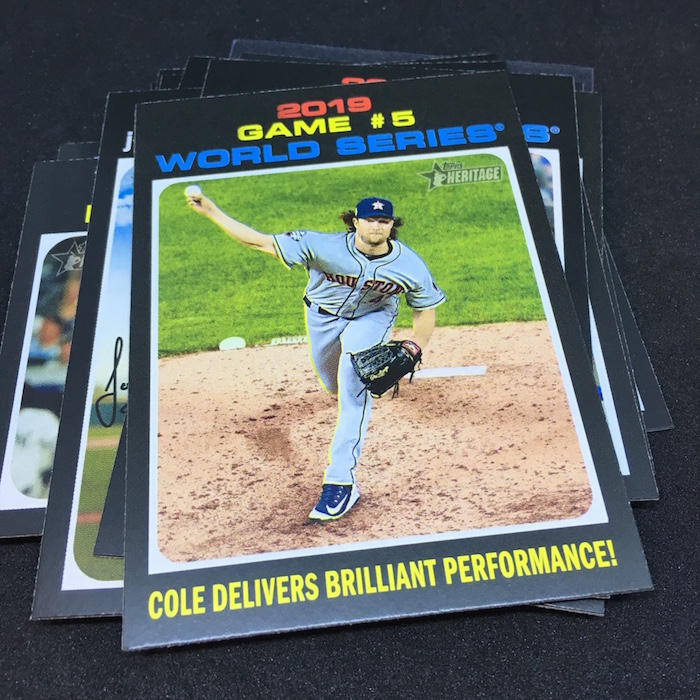 2019
GAME #5
WORLD SERIES®
Topps
HERITAGE
HOUSTON
COLE DELIVERS BRILLIANT PERFORMANCE!